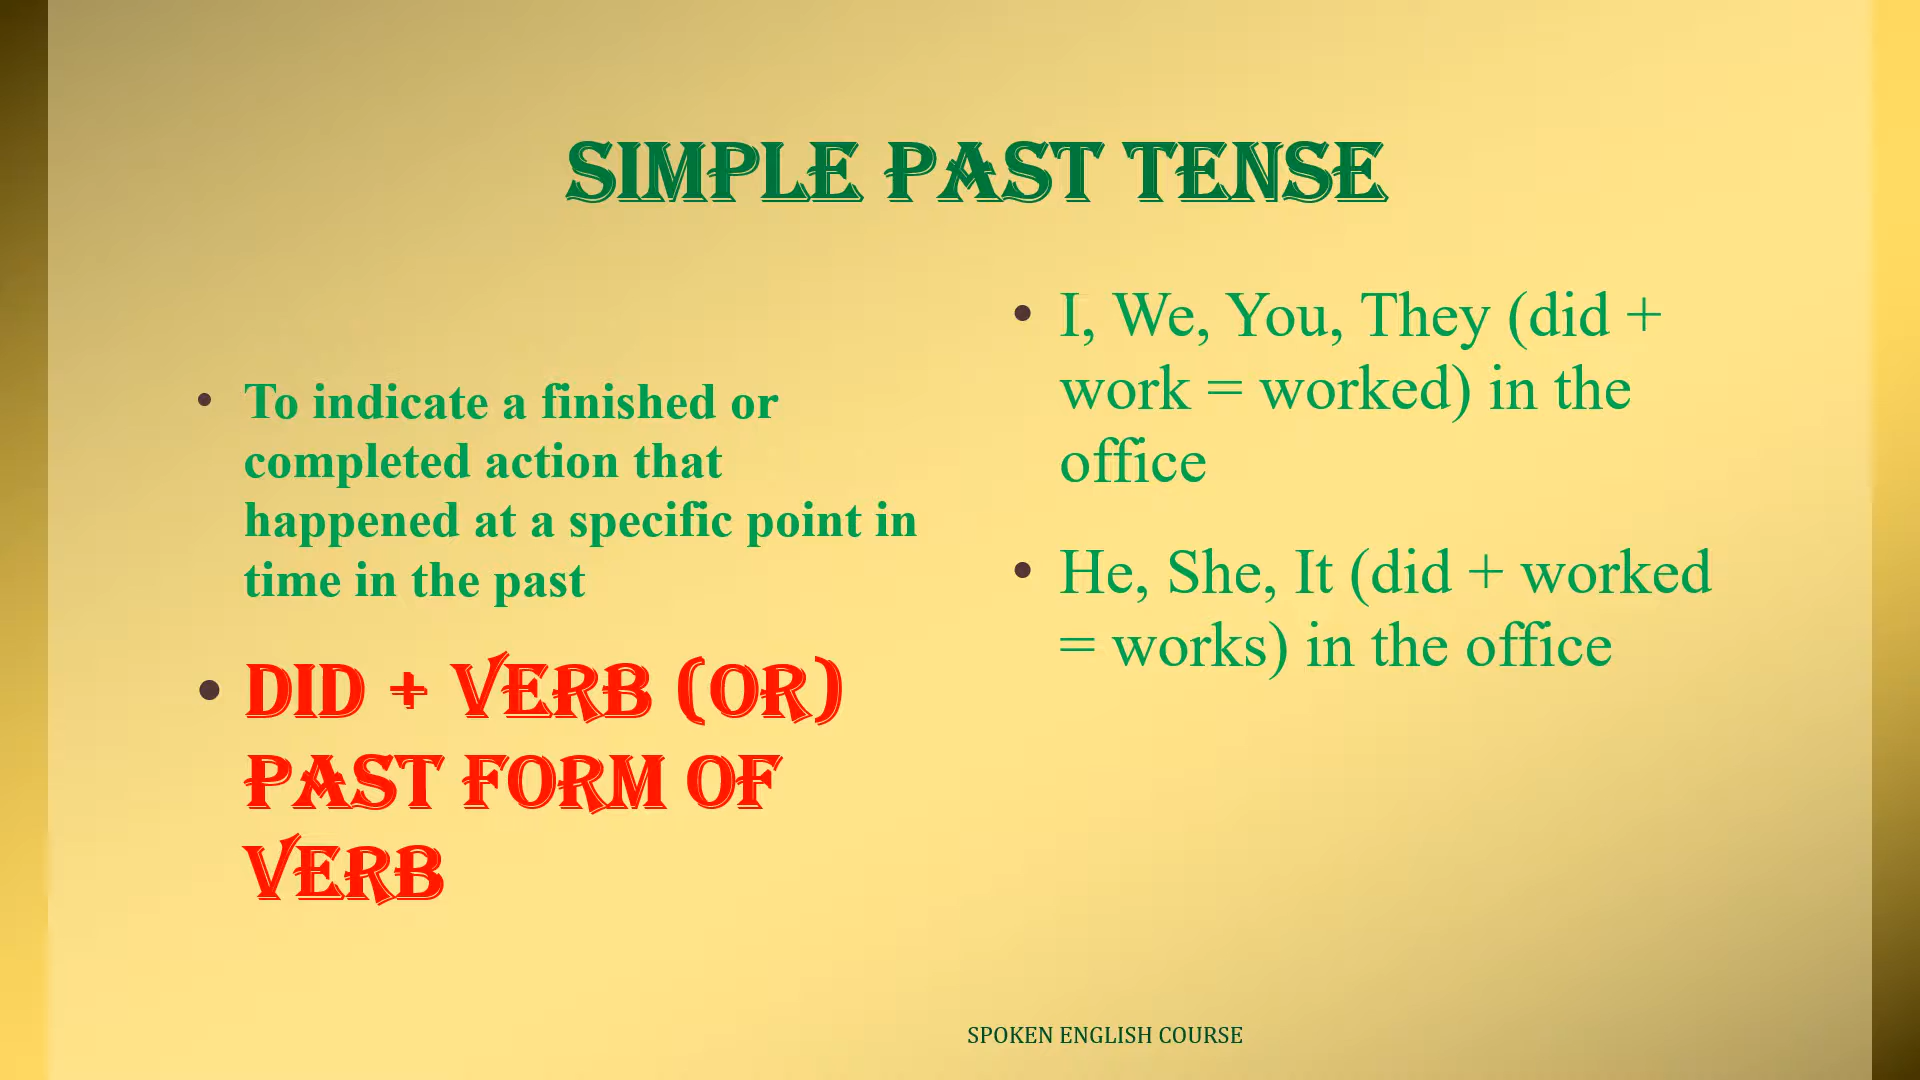 SIMPLE PAST TENSE
• To indicate a finished or
completed action that
happened at a specific point in
time in the past
• DID + VERB (OR)
PAST FORM OF
VERB
• I, We, You, They (did +
work = worked) in the
office
• He, She, It (did + worked
= works) in the office
SPOKEN ENGLISH COURSE